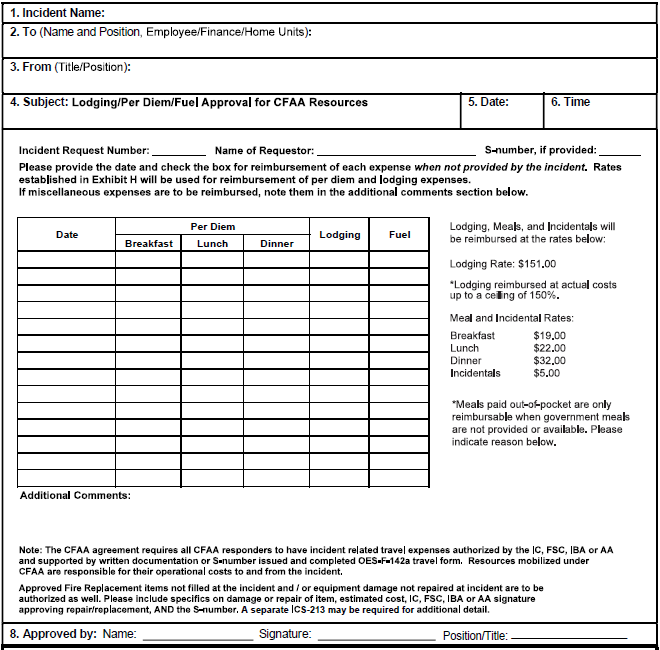 1. Incident Name:
2. To (Name and Position, Employee/Finance/Home Units):
3. From (Title/Position):
4. Subject: Lodging/Per Diem/Fuel Approval for CFAA Resources
5. Date:
6. Time
Incident Request Number: ________ Name of Requestor: ________________________ S-number, if provided: ______
Please provide the date and check the box for reimbursement of each expense when not provided by the incident. Rates
established in Exhibit H will be used for reimbursement of per diem and lodging expenses.
If miscellaneous expenses are to be reimbursed, note them in the additional comments section below.
Date
Per Diem
Breakfast Lunch Dinner
Lodging
Fuel
Lodging, Meals, and Incidentals will
be reimbursed at the rates below:
Lodging Rate: $151.00
*Lodging reimbursed at actual costs
up to a ceiling of 150%.
Meal and Incidental Rates:
Breakfast $19.00
Lunch $22.00
Dinner $32.00
Incidentals $5.00
*Meals paid out-of-pocket are only
reimbursable when government meals
are not provided or available. Please
indicate reason below.
Additional Comments:
Note: The CFAA agreement requires all CFAA responders to have incident related travel expenses authorized by the IC, FSC, IBA or AA
and supported by written documentation or S-number issued and completed OES-F-142a travel form. Resources mobilized under
CFAA are responsible for their operational costs to and from the incident.
Approved Fire Replacement items not filled at the incident and / or equipment damage not repaired at incident are to be
authorized as well. Please include specifics on damage or repair of item, estimated cost, IC, FSC, IBA or AA signature
approving repair/replacement, AND the S-number. A separate ICS-213 may be required for additional detail.
8. Approved by: Name: ________________ Signature: ________________ Position/Title: ________________